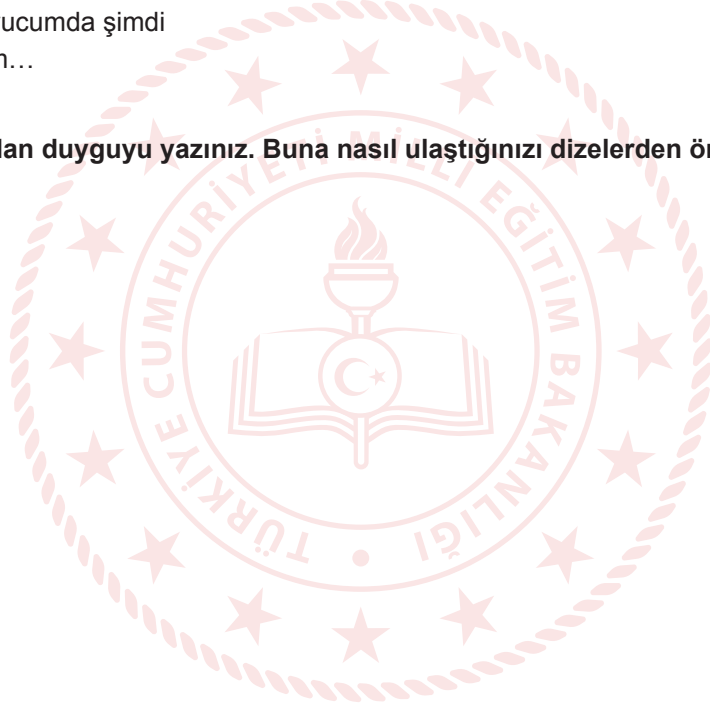 ucumda şimdi
n…
lan duyguyu yazınız. Buna nasıl ulaştığınızı dizelerden ör
TÜRKİYE CUMHURİYETİ MİLLÎ EĞİTİM BAKANLIĞI